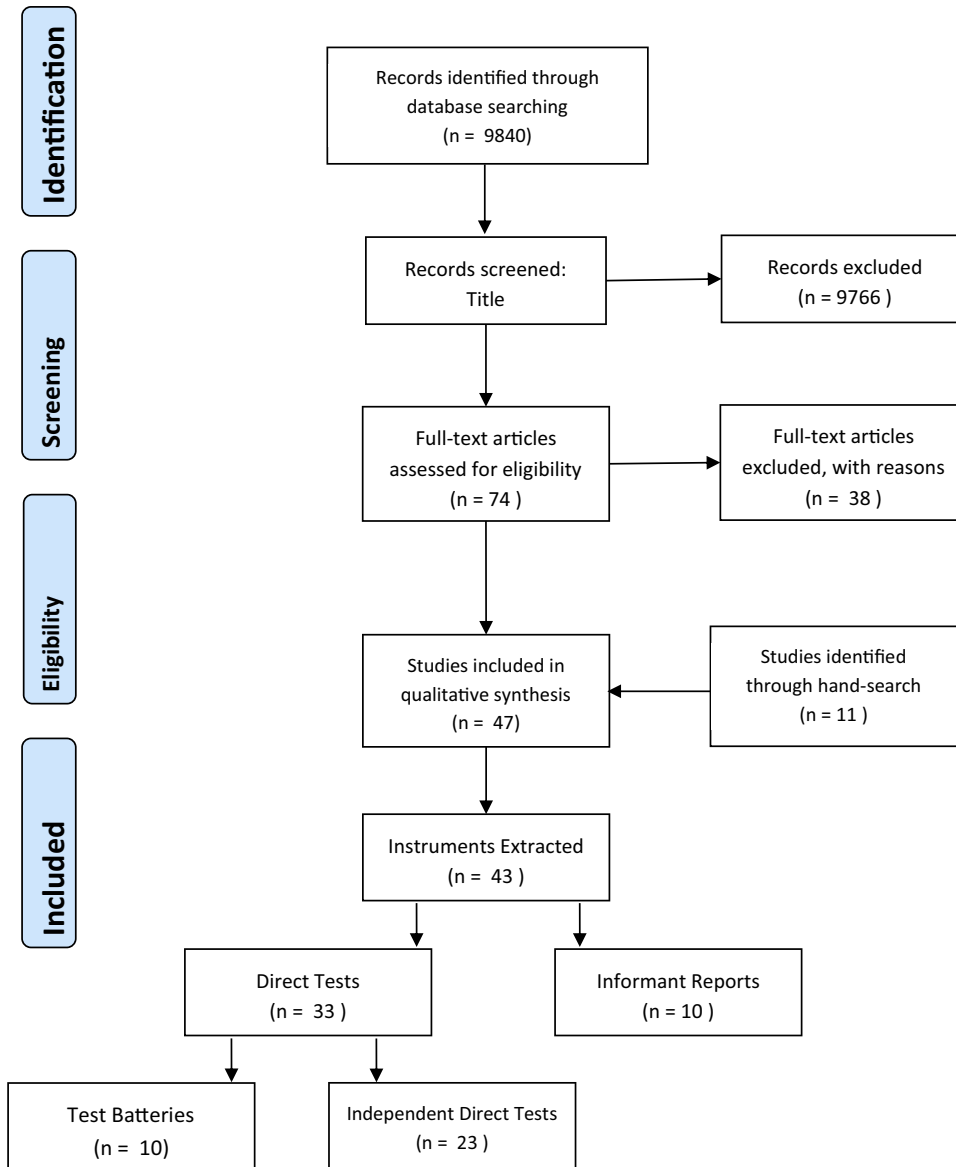 Identification
Records identified through
database searching
(n = 9840)
Screening
Records screened:
Title
Records excluded
(n = 9766 )
Full-text articles
assessed for eligibility
(n = 74 )
Full-text articles
excluded, with reasons
(n = 38 )
Eligibility
Studies included in
qualitative synthesis
(n = 47)
Studies identified
through hand-search
(n = 11 )
Included
Instruments Extracted
(n = 43 )
Direct Tests
(n = 33 )
Informant Reports
(n = 10 )
Test Batteries
(n = 10)
Independent Direct Tests
(n = 23 )